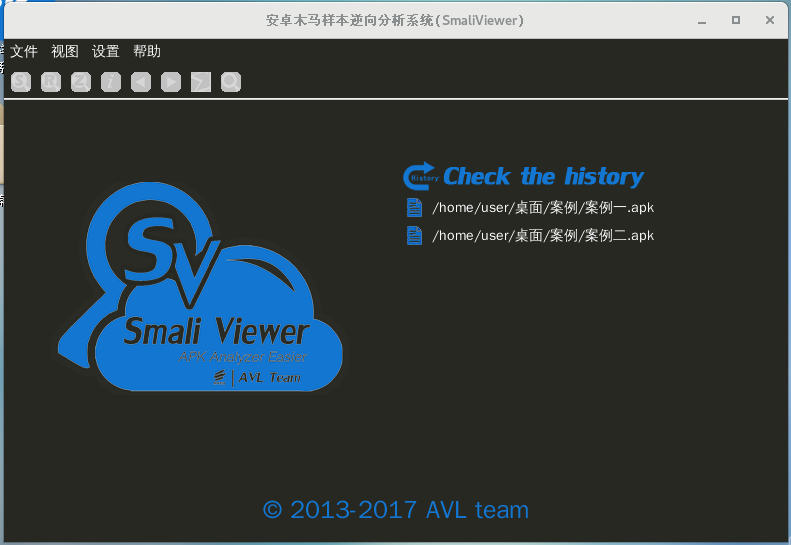 安卓木马样本逆向分析系统(SmaliViewer)
文件 视图 设置 帮助
S R Z i
History Check the history
/home/user/桌面/案例/案例一.apk
/home/user/桌面/案例/案例二.apk
SV
Smali Viewer
APK Analyzer Easier
AVL Team
© 2013-2017 AVL team